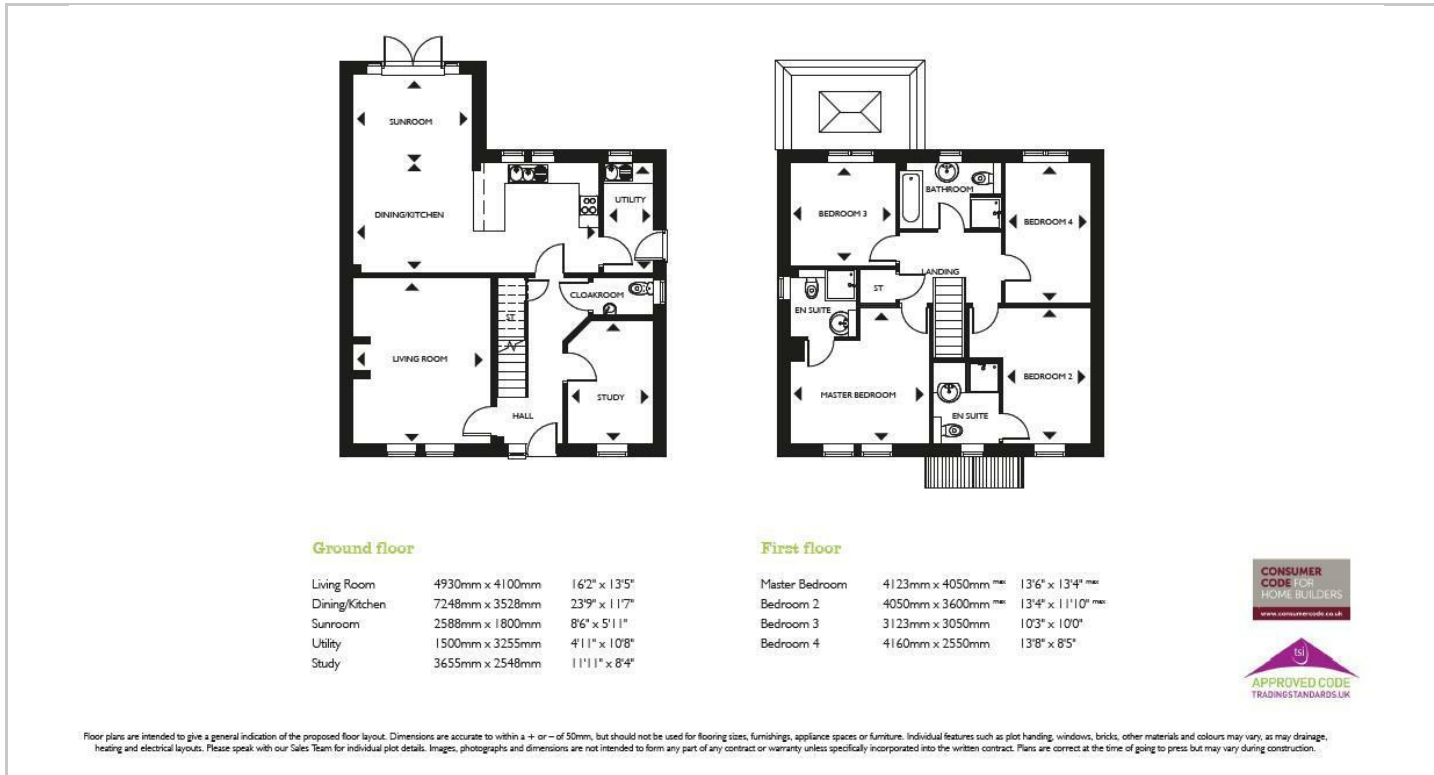 SUNROOM
DINING/KITCHEN
UTILITY
LIVING ROOM
ST
CLOAKROOM
HALL
STUDY
BEDROOM 3
BATHROOM
BEDROOM 4
LANDING
ST
EN SUITE
MASTER BEDROOM
BEDROOM 2
EN SUITE
Ground floor
Living Room 4930mm x 4100mm 16'2" x 13'5"
Dining/Kitchen 7248mm x 3528mm 23'9" x 11'7"
Sunroom 2588mm x 1800mm 8'6" x 5'11"
Utility 1500mm x 3255mm 4'11" x 10'8"
Study 3655mm x 2548mm 11'11" x 8'4"
First floor
Master Bedroom 4123mm x 4050mm max 13'6" x 13'4" max
Bedroom 2 4050mm x 3600mm max 13'4" x 11'10" max
Bedroom 3 3123mm x 3050mm 10'3" x 10'0"
Bedroom 4 4160mm x 2550mm 13'8" x 8'5"
CONSUMER
CODE FOR
HOME BUILDERS
www.consumercode.co.uk
tsi
APPROVED CODE
TRADINGSTANDARDS.UK
Floor plans are intended to give a general indication of the proposed floor layout. Dimensions are accurate to within a + or – of 50mm, but should not be used for flooring sizes, furnishings, appliance spaces or furniture. Individual features such as plot handing, windows, bricks, other materials and colours may vary, as may drainage,
heating and electrical layouts. Please speak with our Sales Team for individual plot details. Images, photographs and dimensions are not intended to form any part of any contract or warranty unless specifically incorporated into the written contract. Plans are correct at the time of going to press but may vary during construction.